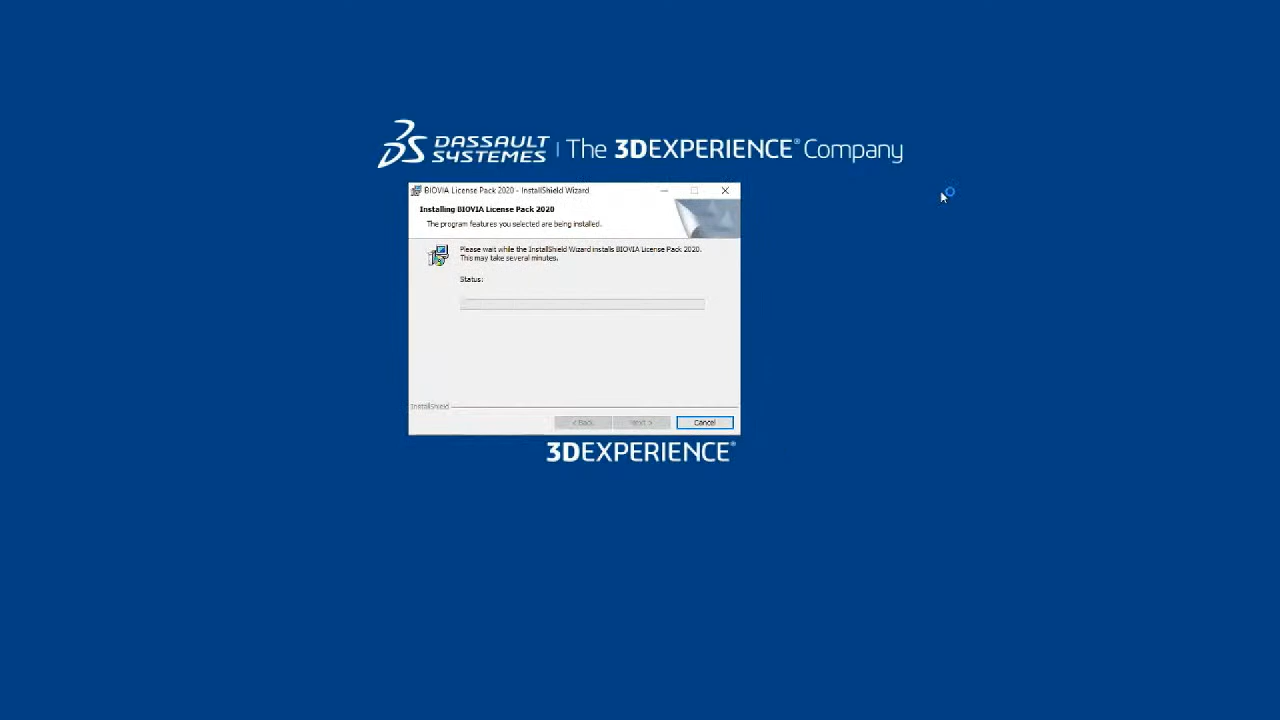 DASSAULT
SYSTEMES | The 3DEXPERIENCE® Company
BIOVIA License Pack 2020 - InstallShield Wizard
Installing BIOVIA License Pack 2020
The program features you selected are being installed.
Please wait while the InstallShield Wizard installs BIOVIA License Pack 2020.
This may take several minutes.
Status:
InstallShield
< Back Next > Cancel
3DEXPERIENCE®